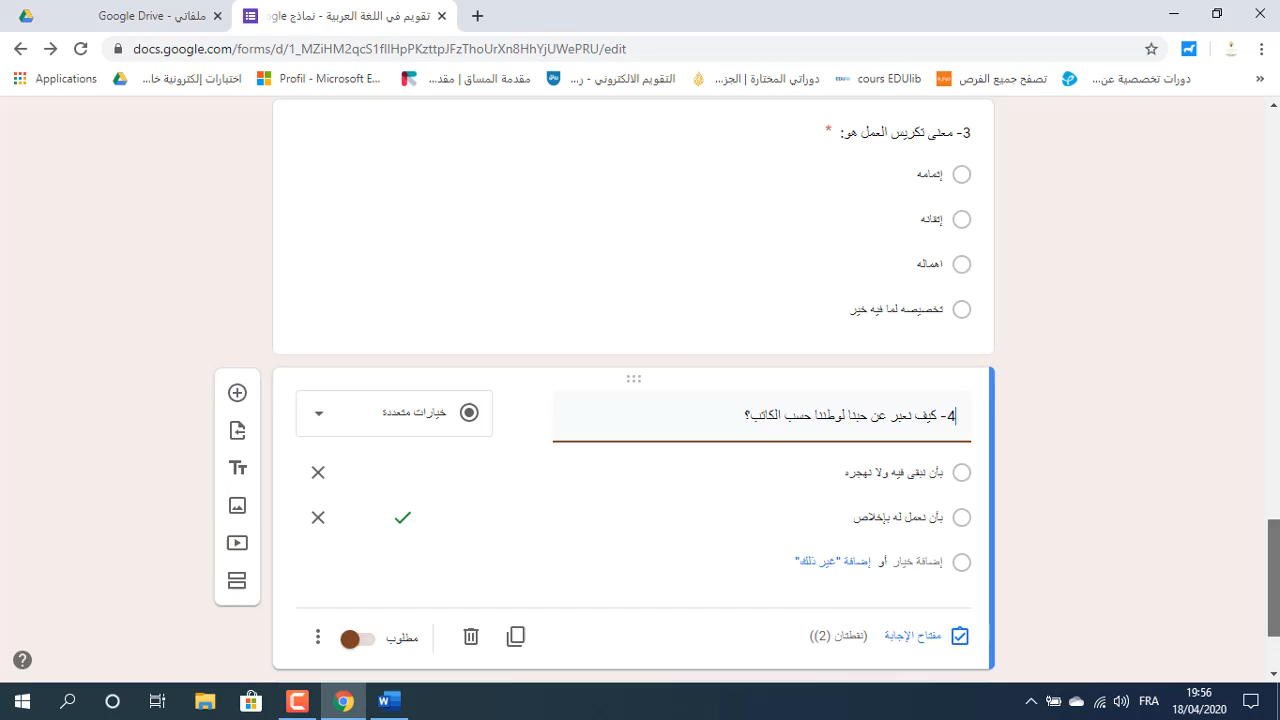 ملفاتي - Google Drive
تقويم في اللغة العربية - نماذج gle
docs.google.com/forms/d/1_MZiHM2qcS1fIIHpPKzttpJFzThoUrXn8HhYjUWePRU/edit
Applications
اختبارات إلكترونية خا...
Profil - Microsoft E...
مقدمة المساق | مقد...
التقويم الالكتروني - ر...
دوراتي المختارة | الجز...
cours EDUlib
تصفح جميع الفرص
دورات تخصصية عن...
»
3- معنى تكريس العمل هو: *
إتمامه
إتقانه
اهماله
تخصيصه لما فيه خير
4- كيف نعبر عن حبنا لوطننا حسب الكاتب؟
خيارات متعددة
بأن نبقى فيه ولا نهجره
بأن نعمل له بإخلاص
إضافة خيار أو إضافة "غير ذلك"
مفتاح الإجابة (نقطتان (2))
مطلوب
FRA
19:56
18/04/2020